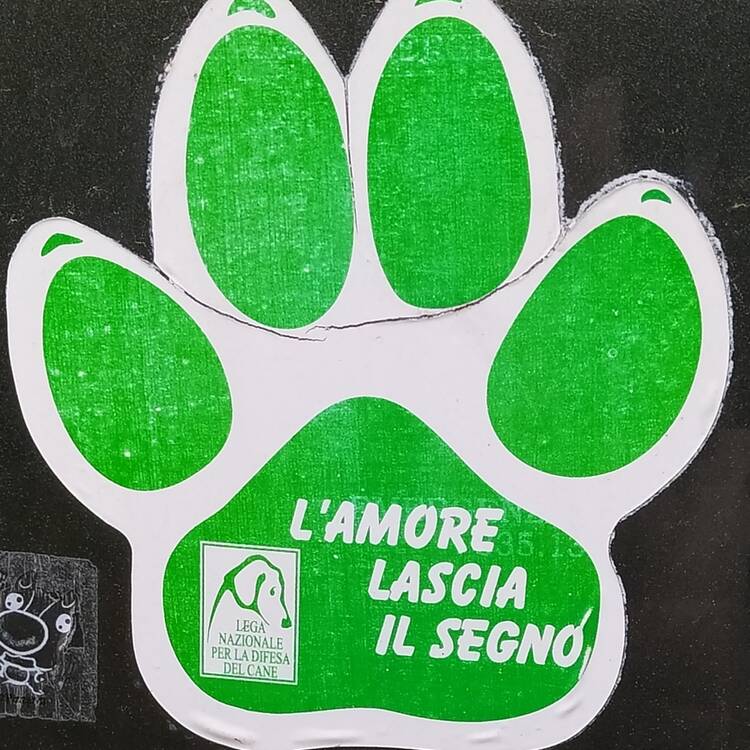 L'AMORE
LASCIA
IL SEGNO
LEGA
NAZIONALE
PER LA DIFESA
DEL CANE